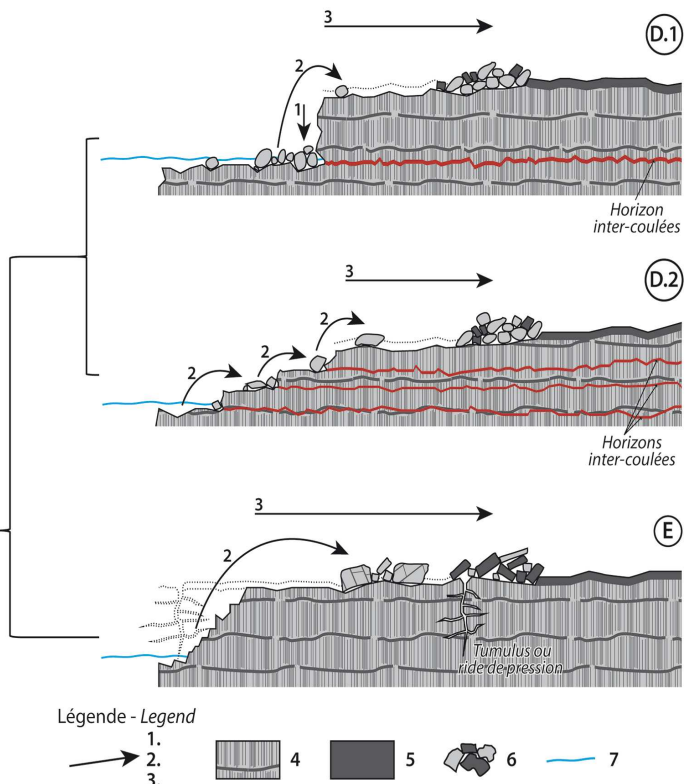 3
D.1
2
1
Horizon
inter-coulées
3
D.2
2
2
2
Horizons
inter-coulées
3
E
2
Tumulus ou
ride de pression
Légende - Legend
1.
2.
3.
4
5
6
7